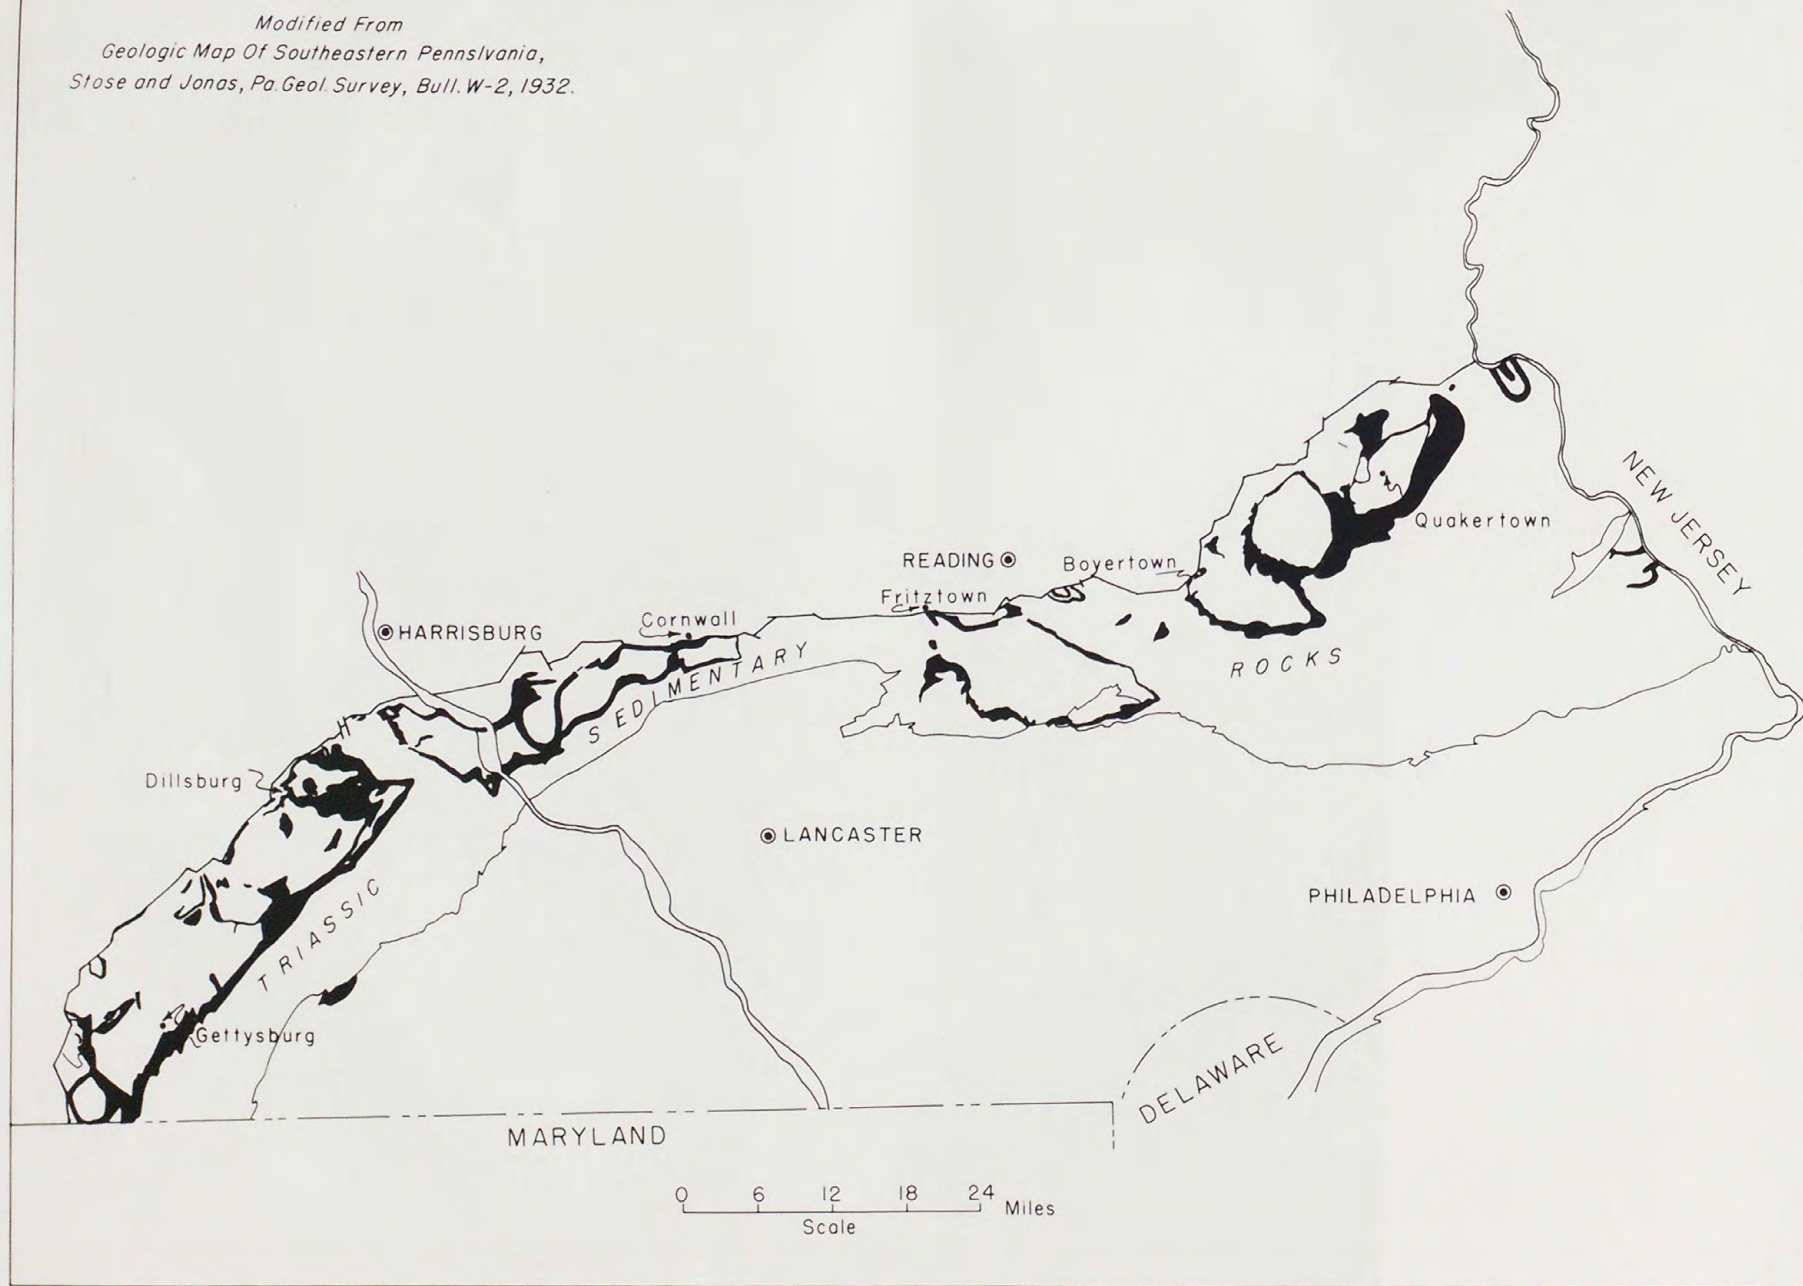 Modified From
Geologic Map Of Southeastern Pennslvania,
Stose and Jonas, Pa. Geol. Survey, Bull. W-2, 1932.
NEW JERSEY
Quakertown
READING
Boyertown
Fritztown
Cornwall
HARRISBURG
ROCKS
SEDIMENTARY
Dillsburg
LANCASTER
TRIASSIC
PHILADELPHIA
Gettysburg
DELAWARE
MARYLAND
0 6 12 18 24 Miles
Scale